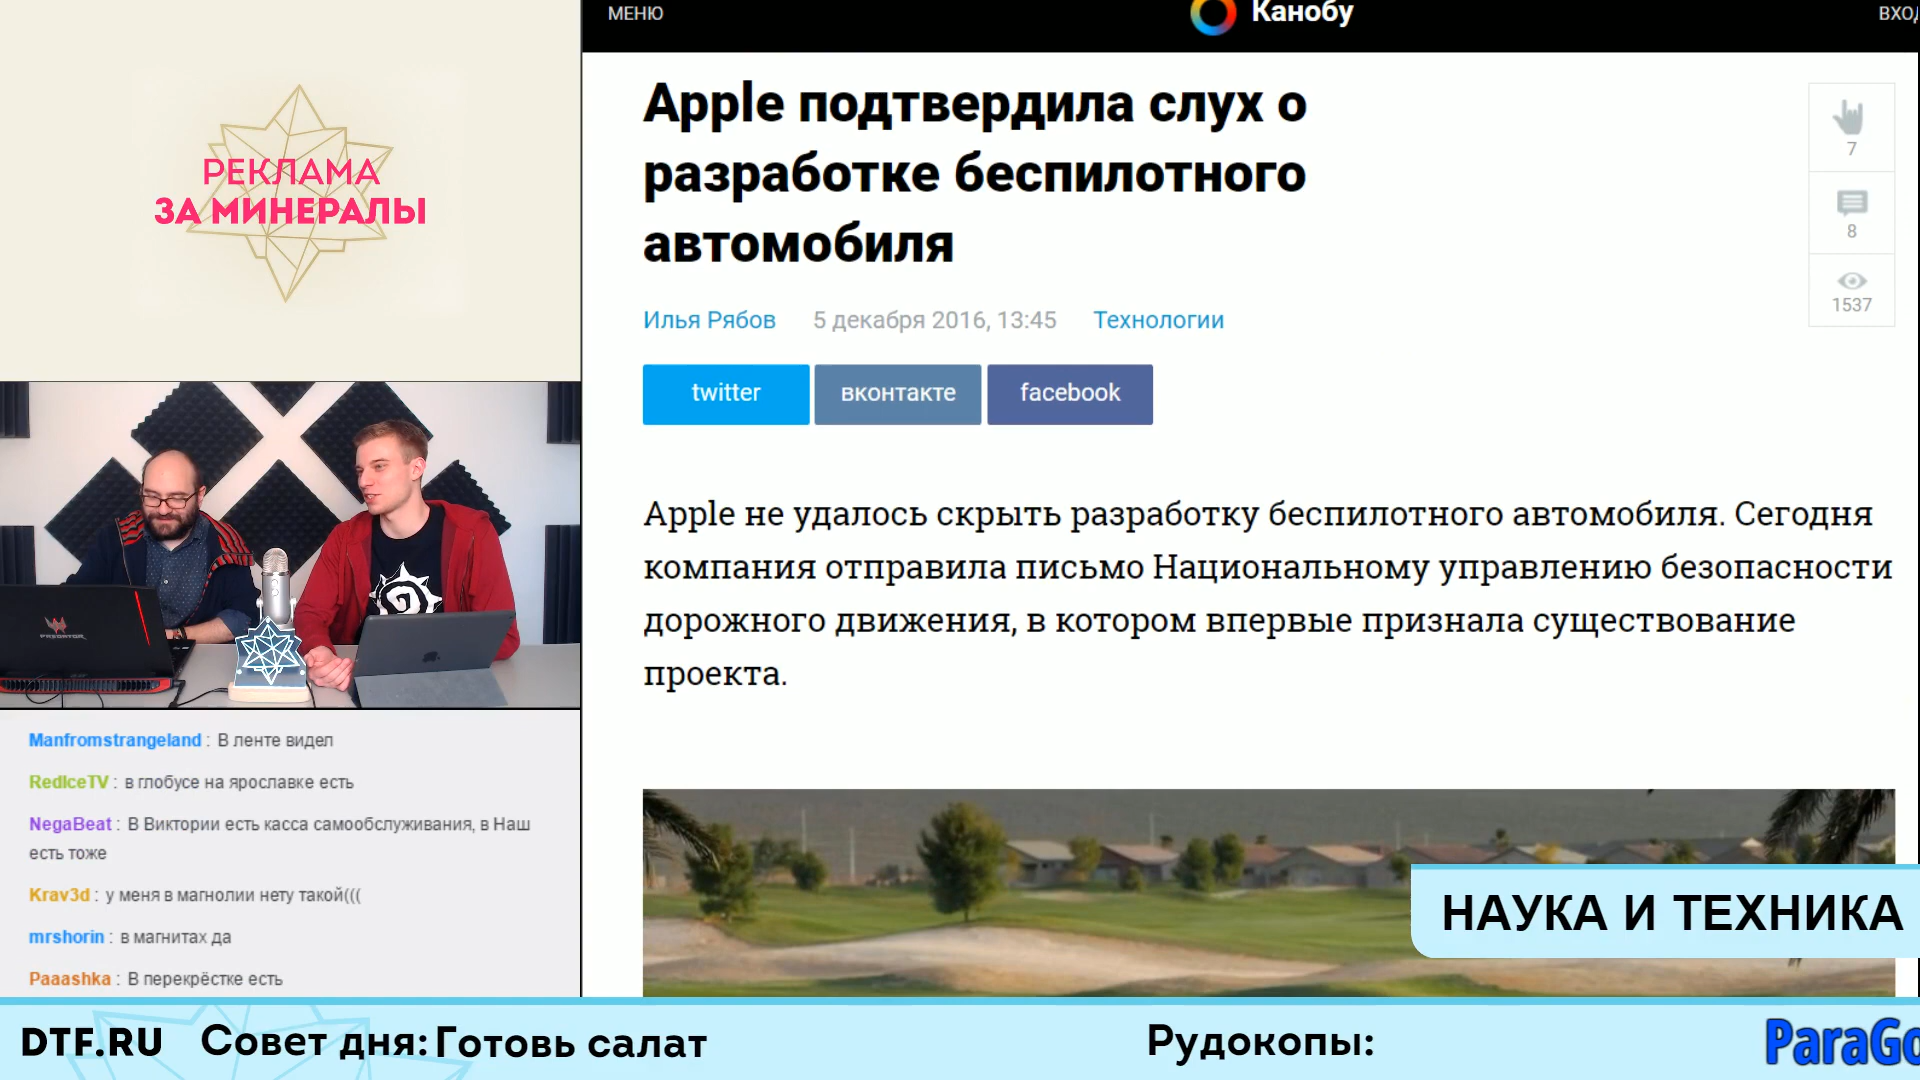 МЕНЮ
Канобу
РЕКЛАМА
ЗА МИНЕРАЛЫ
Apple подтвердила слух о
разработке беспилотного
автомобиля
7
8
1537
Илья Рябов 5 декабря 2016, 13:45 Технологии
twitter вконтакте facebook
Apple не удалось скрыть разработку беспилотного автомобиля. Сегодня
компания отправила письмо Национальному управлению безопасности
дорожного движения, в котором впервые признала существование
проекта.
PREDATOR
Manfromstrangeland : В ленте видел
RedIceTV : в глобусе на ярославке есть
NegaBeat : В Виктории есть касса самообслуживания, в Наш
есть тоже
Krav3d : у меня в магнолии нету такой(((
mrshorin : в магнитах да
Paaashka : В перекрёстке есть
НАУКА И ТЕХНИКА
DTF.RU Совет дня: Готовь салат Рудокопы: